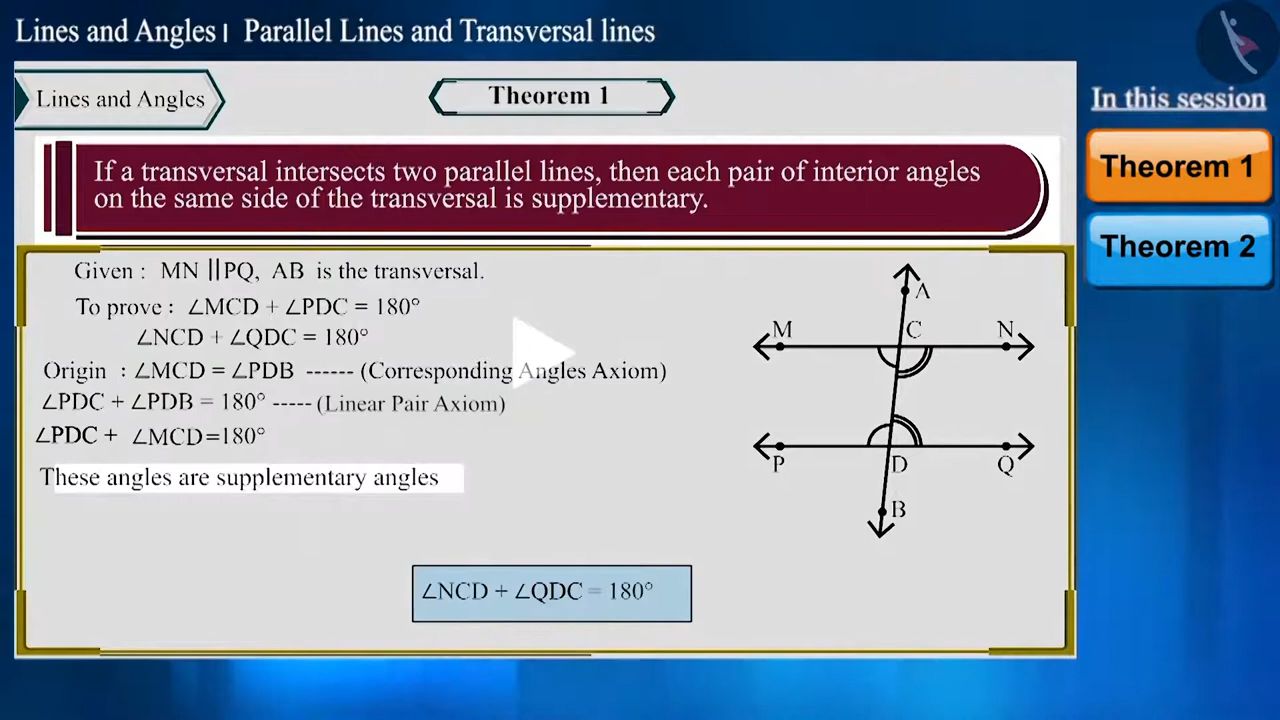 Lines and Angles। Parallel Lines and Transversal lines
Lines and Angles
Theorem 1
In this session
Theorem 1
Theorem 2
If a transversal intersects two parallel lines, then each pair of interior angles
on the same side of the transversal is supplementary.
Given : MN ||PQ, AB is the transversal.
To prove : ∠MCD + ∠PDC = 180°
∠NCD + ∠QDC = 180°
Origin : ∠MCD = ∠PDB ------ (Corresponding Angles Axiom)
∠PDC + ∠PDB = 180° ----- (Linear Pair Axiom)
∠PDC + ∠MCD=180°
These angles are supplementary angles
∠NCD + ∠QDC = 180°
A
M C N
P D Q
B